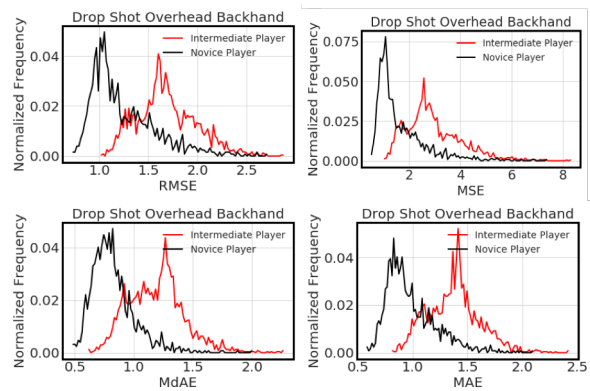 Drop Shot Overhead Backhand
Normalized Frequency
0.04
0.02
0.00
Intermediate Player
Novice Player
1.0 1.5 2.0 2.5
RMSE
Drop Shot Overhead Backhand
Normalized Frequency
0.075
0.050
0.025
0.000
Intermediate Player
Novice Player
2 4 6 8
MSE
Drop Shot Overhead Backhand
Normalized Frequency
0.04
0.02
0.00
Intermediate Player
Novice Player
0.5 1.0 1.5 2.0
MdAE
Drop Shot Overhead Backhand
Normalized Frequency
0.04
0.02
0.00
Intermediate Player
Novice Player
0.5 1.0 1.5 2.0 2.5
MAE